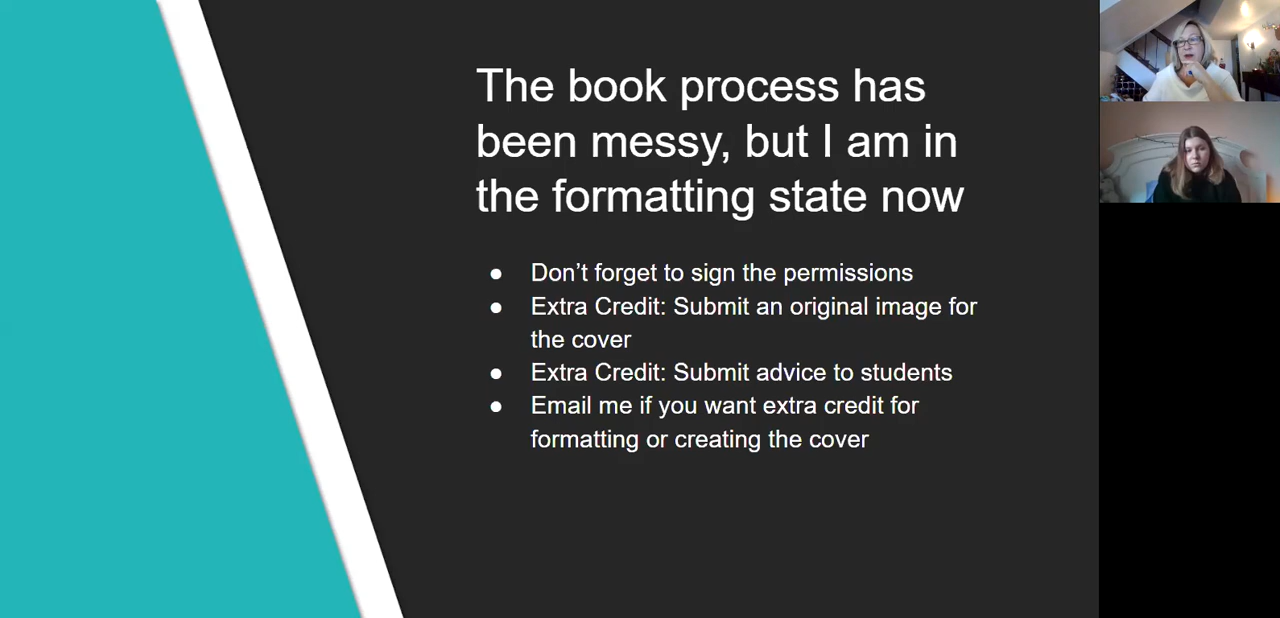 The book process has
been messy, but I am in
the formatting state now
● Don’t forget to sign the permissions
● Extra Credit: Submit an original image for
the cover
● Extra Credit: Submit advice to students
● Email me if you want extra credit for
formatting or creating the cover